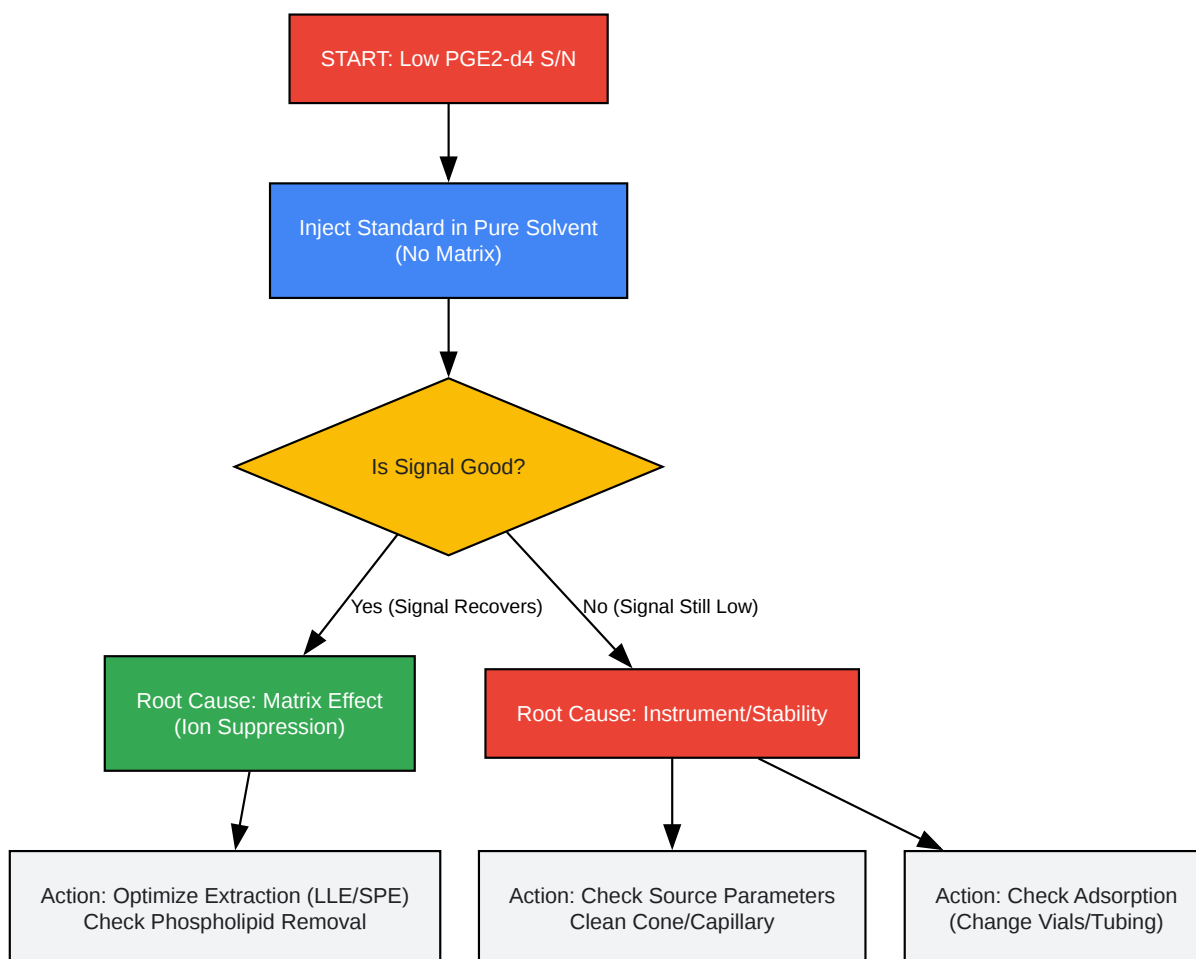 START: Low PGE2-d4 S/N
Inject Standard in Pure Solvent
(No Matrix)
Is Signal Good?
Yes (Signal Recovers)
No (Signal Still Low)
Root Cause: Matrix Effect
(Ion Suppression)
Root Cause: Instrument/Stability
Action: Optimize Extraction (LLE/SPE)
Check Phospholipid Removal
Action: Check Source Parameters
Clean Cone/Capillary
Action: Check Adsorption
(Change Vials/Tubing)